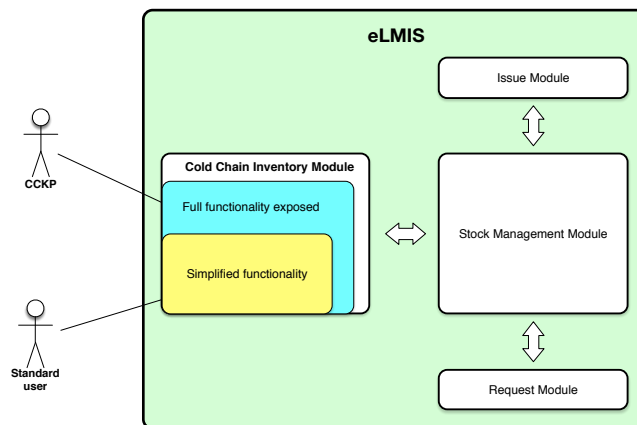 eLMIS
Issue Module
Cold Chain Inventory Module
CCKP
Full functionality exposed
Stock Management Module
Simplified functionality
Standard
user
Request Module